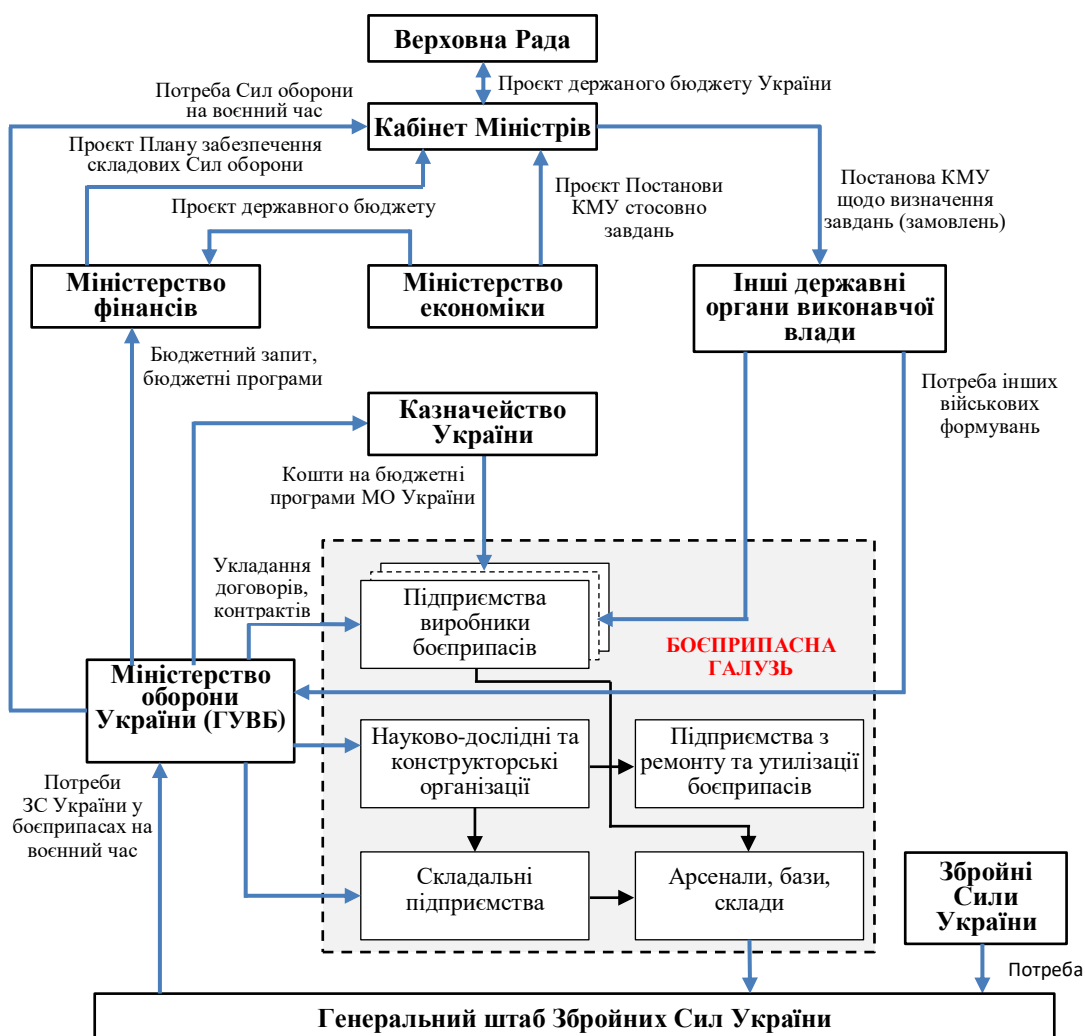 Верховна Рада
Потреба Сил оборони
на воєнний час
Проєкт держаного бюджету України
Кабінет Міністрів
Проєкт Плану забезпечення
складових Сил оборони
Проєкт державного бюджету
Проєкт Постанови
КМУ стосовно
завдань
Постанова КМУ
щодо визначення
завдань (замовлень)
Міністерство
фінансів
Міністерство
економіки
Інші державні
органи виконавчої
влади
Бюджетний запит,
бюджетні програми
Потреба інших
військових
формувань
Казначейство
України
Кошти на бюджетні
програми МО України
Укладання
договорів,
контрактів
Підприємства
виробники
боєприпасів
БОЄПРИПАСНА
ГАЛУЗЬ
Міністерство
оборони
України (ГУВБ)
Науково-дослідні та
конструкторські
організації
Підприємства з
ремонту та утилізації
боєприпасів
Потреби
ЗС України у
боєприпасах на
воєнний час
Складальні
підприємства
Арсенали, бази,
склади
Збройні
Сили
України
Потреба
Генеральний штаб Збройних Сил України